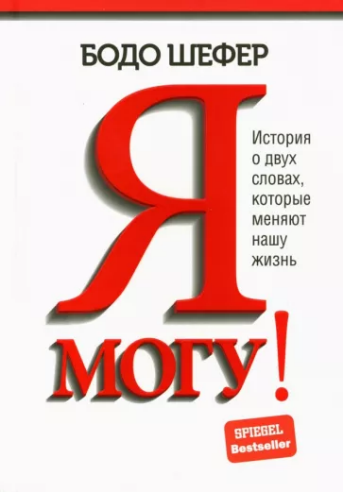 БОДО ШЕФЕР
Я
МОГУ!
История
о двух
словах,
которые
меняют
нашу
жизнь
SPIEGEL
Bestseller